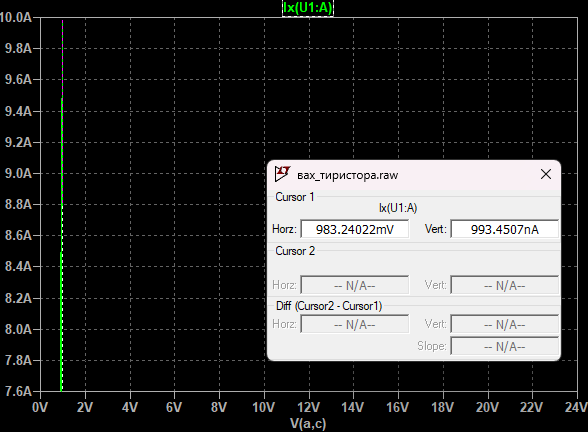 Ix(U1:A)
10.0A
9.8A
9.6A
9.4A
9.2A
9.0A
8.8A
8.6A
8.4A
8.2A
8.0A
7.8A
7.6A
0V 2V 4V 6V 8V 10V 12V 14V 16V 18V 20V 22V 24V
V(a,c)
вах_тиристора.raw
Cursor 1
Ix(U1:A)
Horz: 983.24022mV Vert: 993.4507nA
Cursor 2
Horz: -- N/A-- Vert: -- N/A--
Diff (Cursor2 - Cursor1)
Horz: -- N/A-- Vert: -- N/A--
Slope: -- N/A--